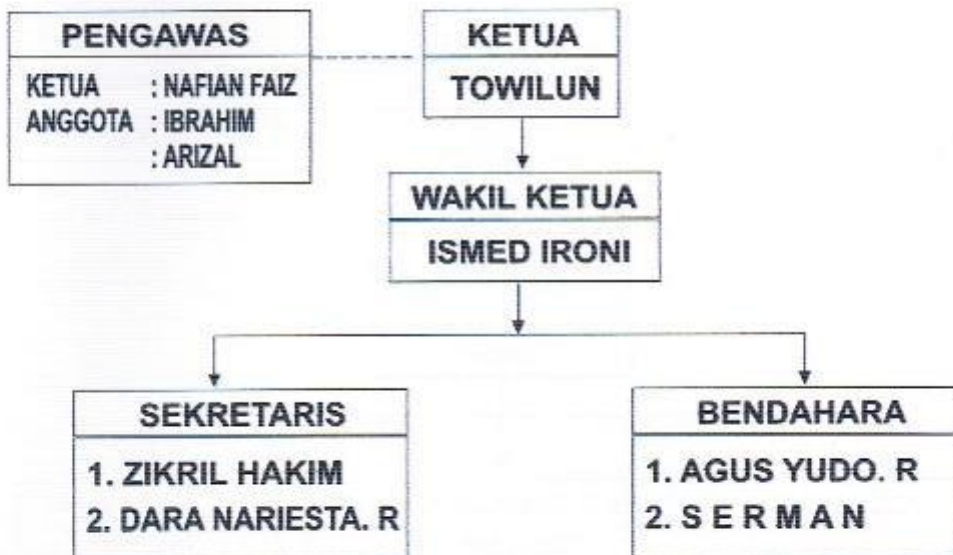 PENGAWAS
KETUA : NAFIAN FAIZ
ANGGOTA : IBRAHIM
: ARIZAL
KETUA
TOWILUN
WAKIL KETUA
ISMED IRONI
SEKRETARIS
1. ZIKRIL HAKIM
2. DARA NARIESTA. R
BENDAHARA
1. AGUS YUDO. R
2. S E R M A N